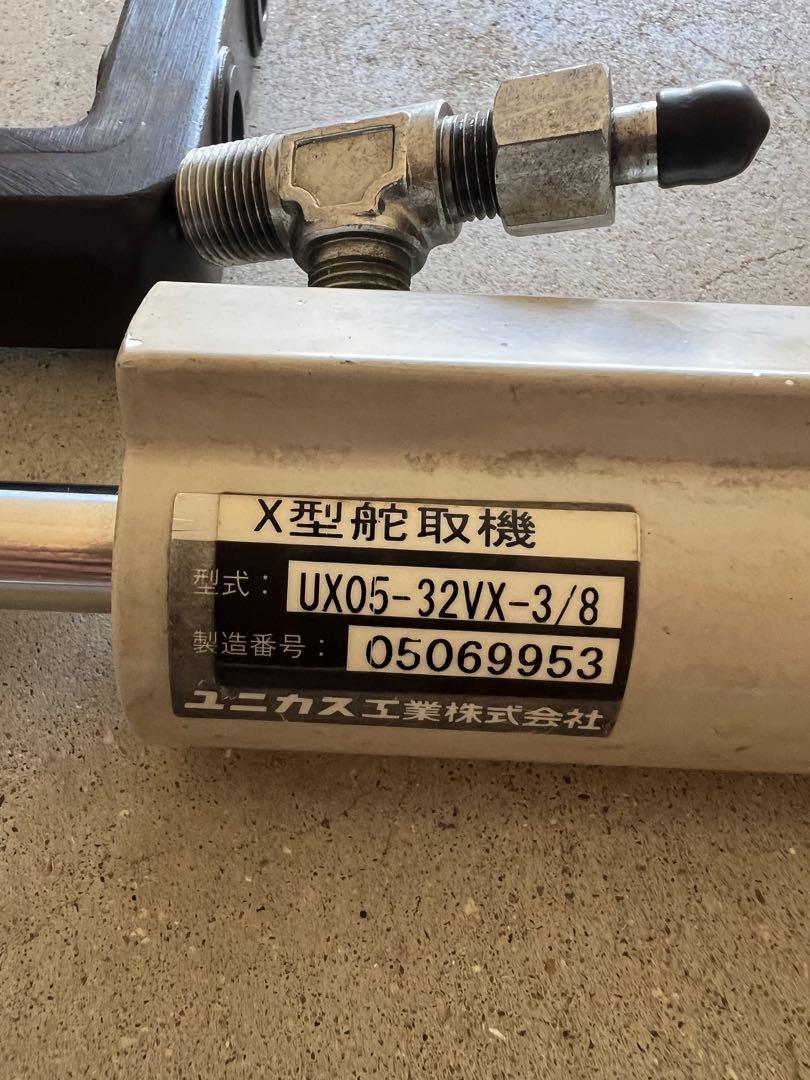 X型舵取機
型式: UX05-32VX-3/8
製造番号: 05069953
ユニカス工業株式会社